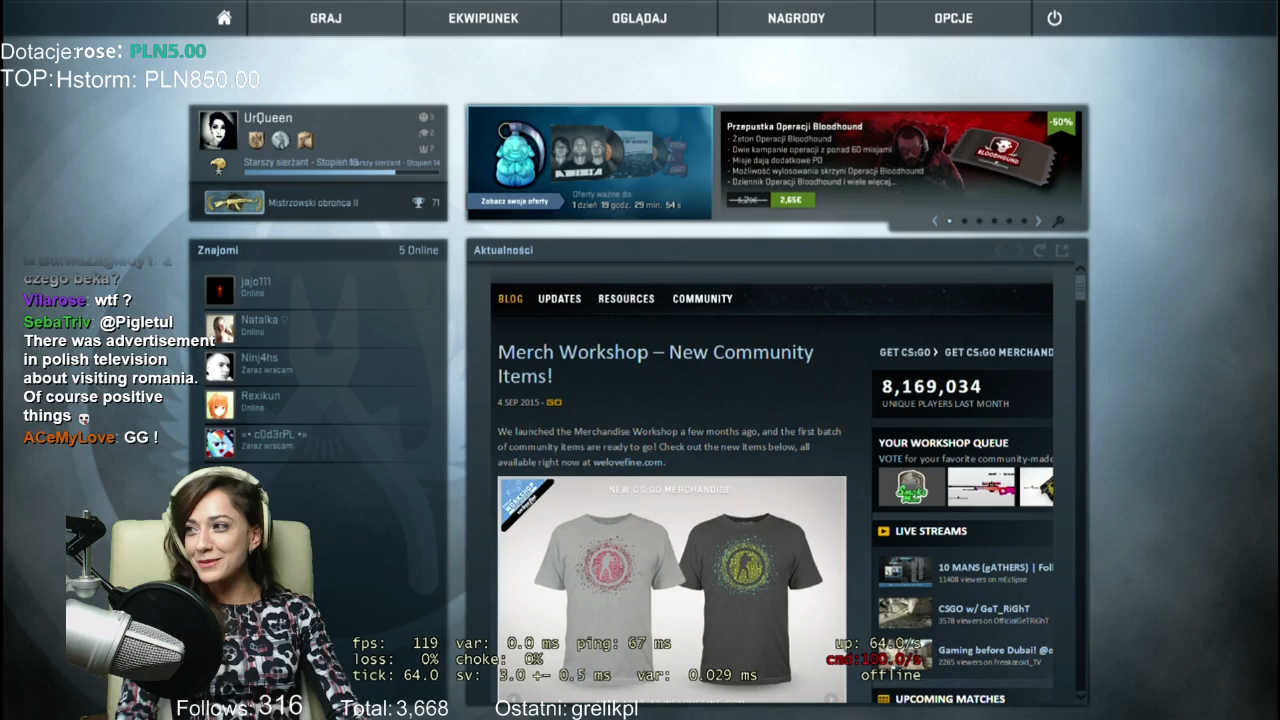 GRAJ
EKWIPUNEK
OGLĄDAJ
NAGRODY
OPCJE
Dotacje:rose: PLN5.00
TOP:Hstorm: PLN850.00
UrQueen
3
2
2
Starszy sierżant - Stopień
Starszy sierżant - Stopień 14
Mistrzowski obrońca II
71
Zobacz swoje oferty
Oferty ważne do:
1 dzień 19 godz. 29 min. 54 s
Przepustka Operacji Bloodhound
- Żeton Operacji Bloodhound
- Dwie kampanie operacji z ponad 60 misjami
- Misje dają dodatkowe PD
- Możliwość wylosowania skrzyni Operacji Bloodhound
- Dziennik Operacji Bloodhound i wiele więcej...
2,65€
-50%
BLOODHOUND
Znajomi
5 Online
jajo111
Online
Natalka ♡
Online
Ninj4hs
Zaraz wracam
Rexikun
Online
«• c0d3rPL •»
Zaraz wracam
czego beka?
Vilarose: wtf ?
SebaTriv: @Pigletul
There was advertisement
in polish television
about visiting romania.
Of course positive
things
ACeMyLove: GG !
Aktualności
BLOG
UPDATES
RESOURCES
COMMUNITY
Merch Workshop – New Community
Items!
4 SEP 2015 - GO
We launched the Merchandise Workshop a few months ago, and the first batch
of community items are ready to go! Check out the new items below, all
available right now at welovefine.com.
NEW CS:GO MERCHANDISE
GET CS:GO › GET CS:GO MERCHAND
8,169,034
UNIQUE PLAYERS LAST MONTH
YOUR WORKSHOP QUEUE
VOTE for your favorite community-made
LIVE STREAMS
10 MANS (gATHERS) | Foll
11408 viewers on mEclipse
CSGO w/ GeT_RiGhT
3578 viewers on OfficialGeTRiGhT
Gaming before Dubai! @e
2265 viewers on Freakazoid_TV
UPCOMING MATCHES
fps: 119 var: 0.0 ms ping: 67 ms
loss: 0% choke: 0%
tick: 64.0 sv: 3.0 +- 0.5 ms var: 0.029 ms
up: 64.0/s
cmd:100.0/s
offline
Follows: 316
Total: 3,668
Ostatni: grelikpl